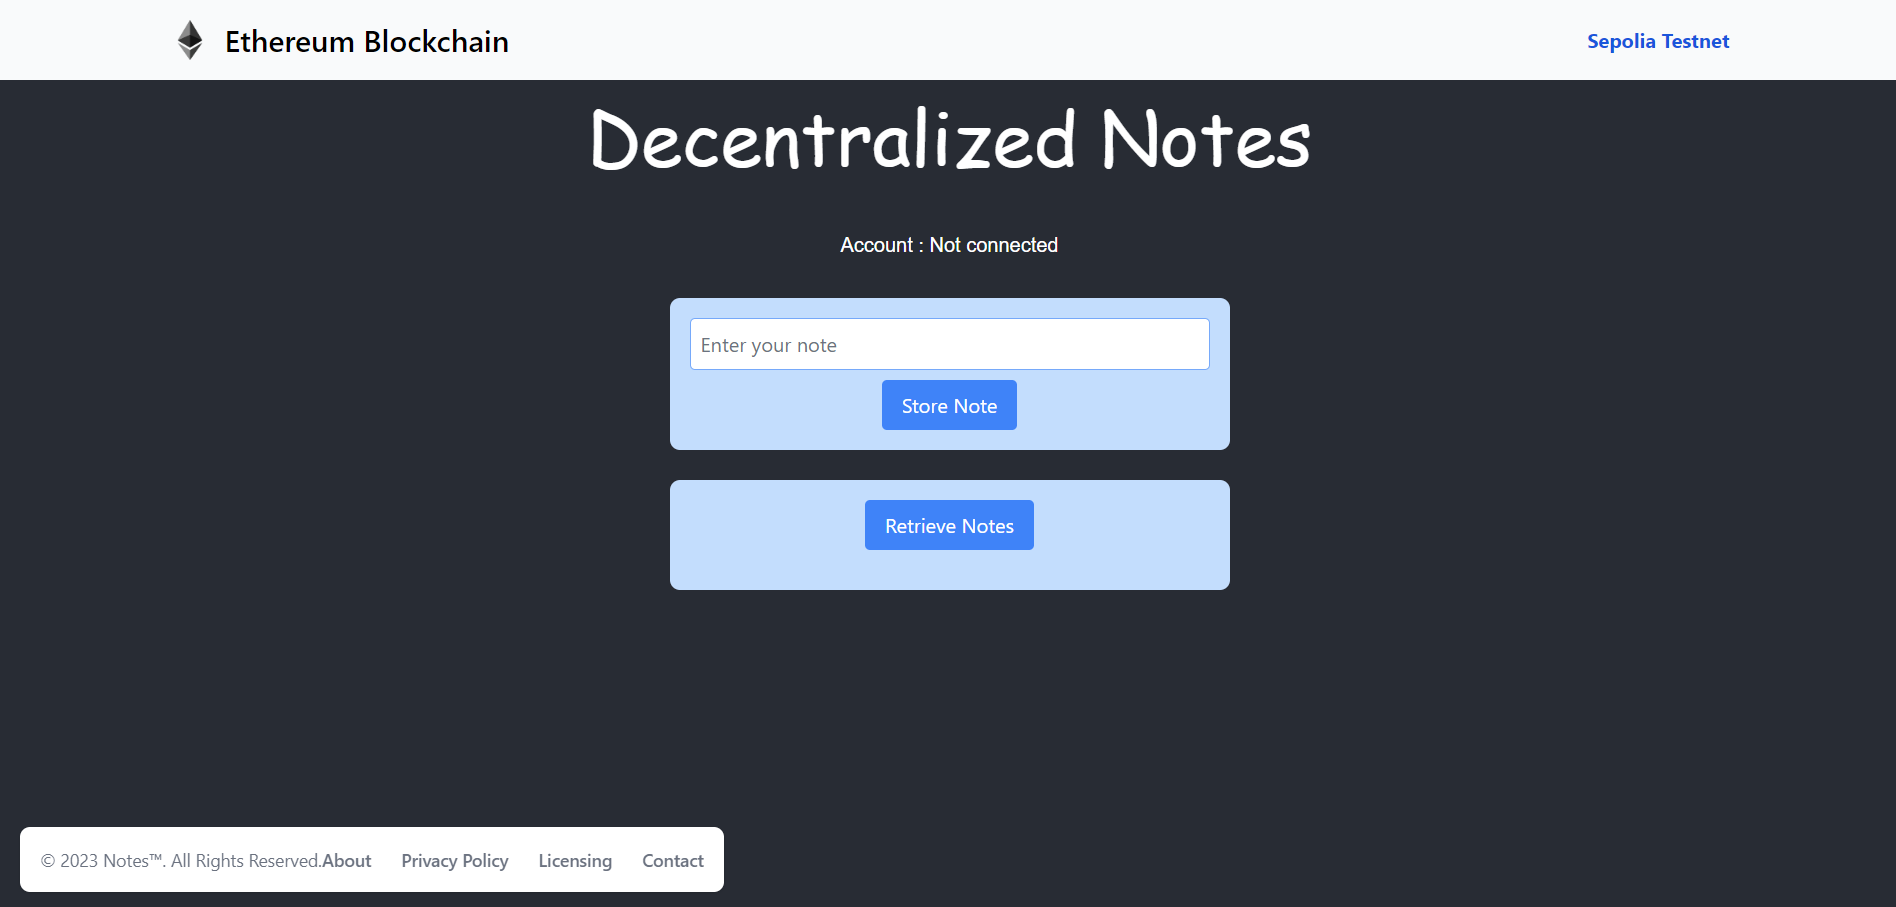 Ethereum Blockchain
Sepolia Testnet
Decentralized Notes
Account : Not connected
Enter your note
Store Note
Retrieve Notes
© 2023 Notes™. All Rights Reserved.About Privacy Policy Licensing Contact